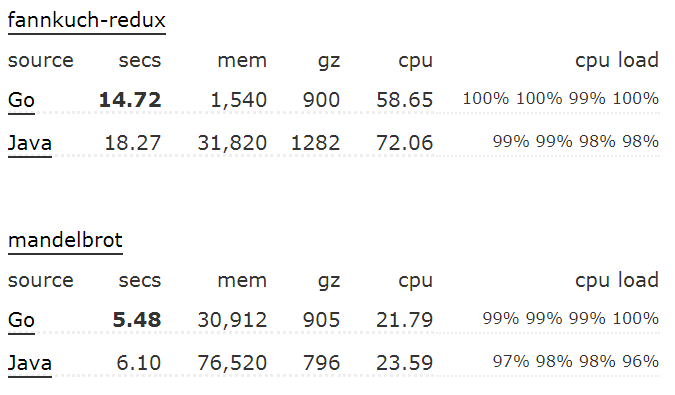 fannkuch-redux
source secs mem gz cpu cpu load
Go 14.72 1,540 900 58.65 100% 100% 99% 100%
Java 18.27 31,820 1282 72.06 99% 99% 98% 98%
mandelbrot
source secs mem gz cpu cpu load
Go 5.48 30,912 905 21.79 99% 99% 99% 100%
Java 6.10 76,520 796 23.59 97% 98% 98% 96%